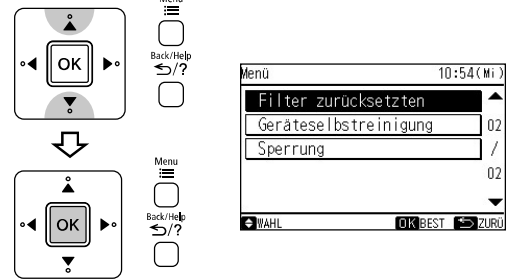 Menu
Back/Help
/?
OK
Menu
Back/Help
/?
OK
Menü 10:54(Mi)
Filter zurücksetzten
Geräteselbstreinigung
Sperrung
02
/
02
WAHL OK BEST ZURÜ